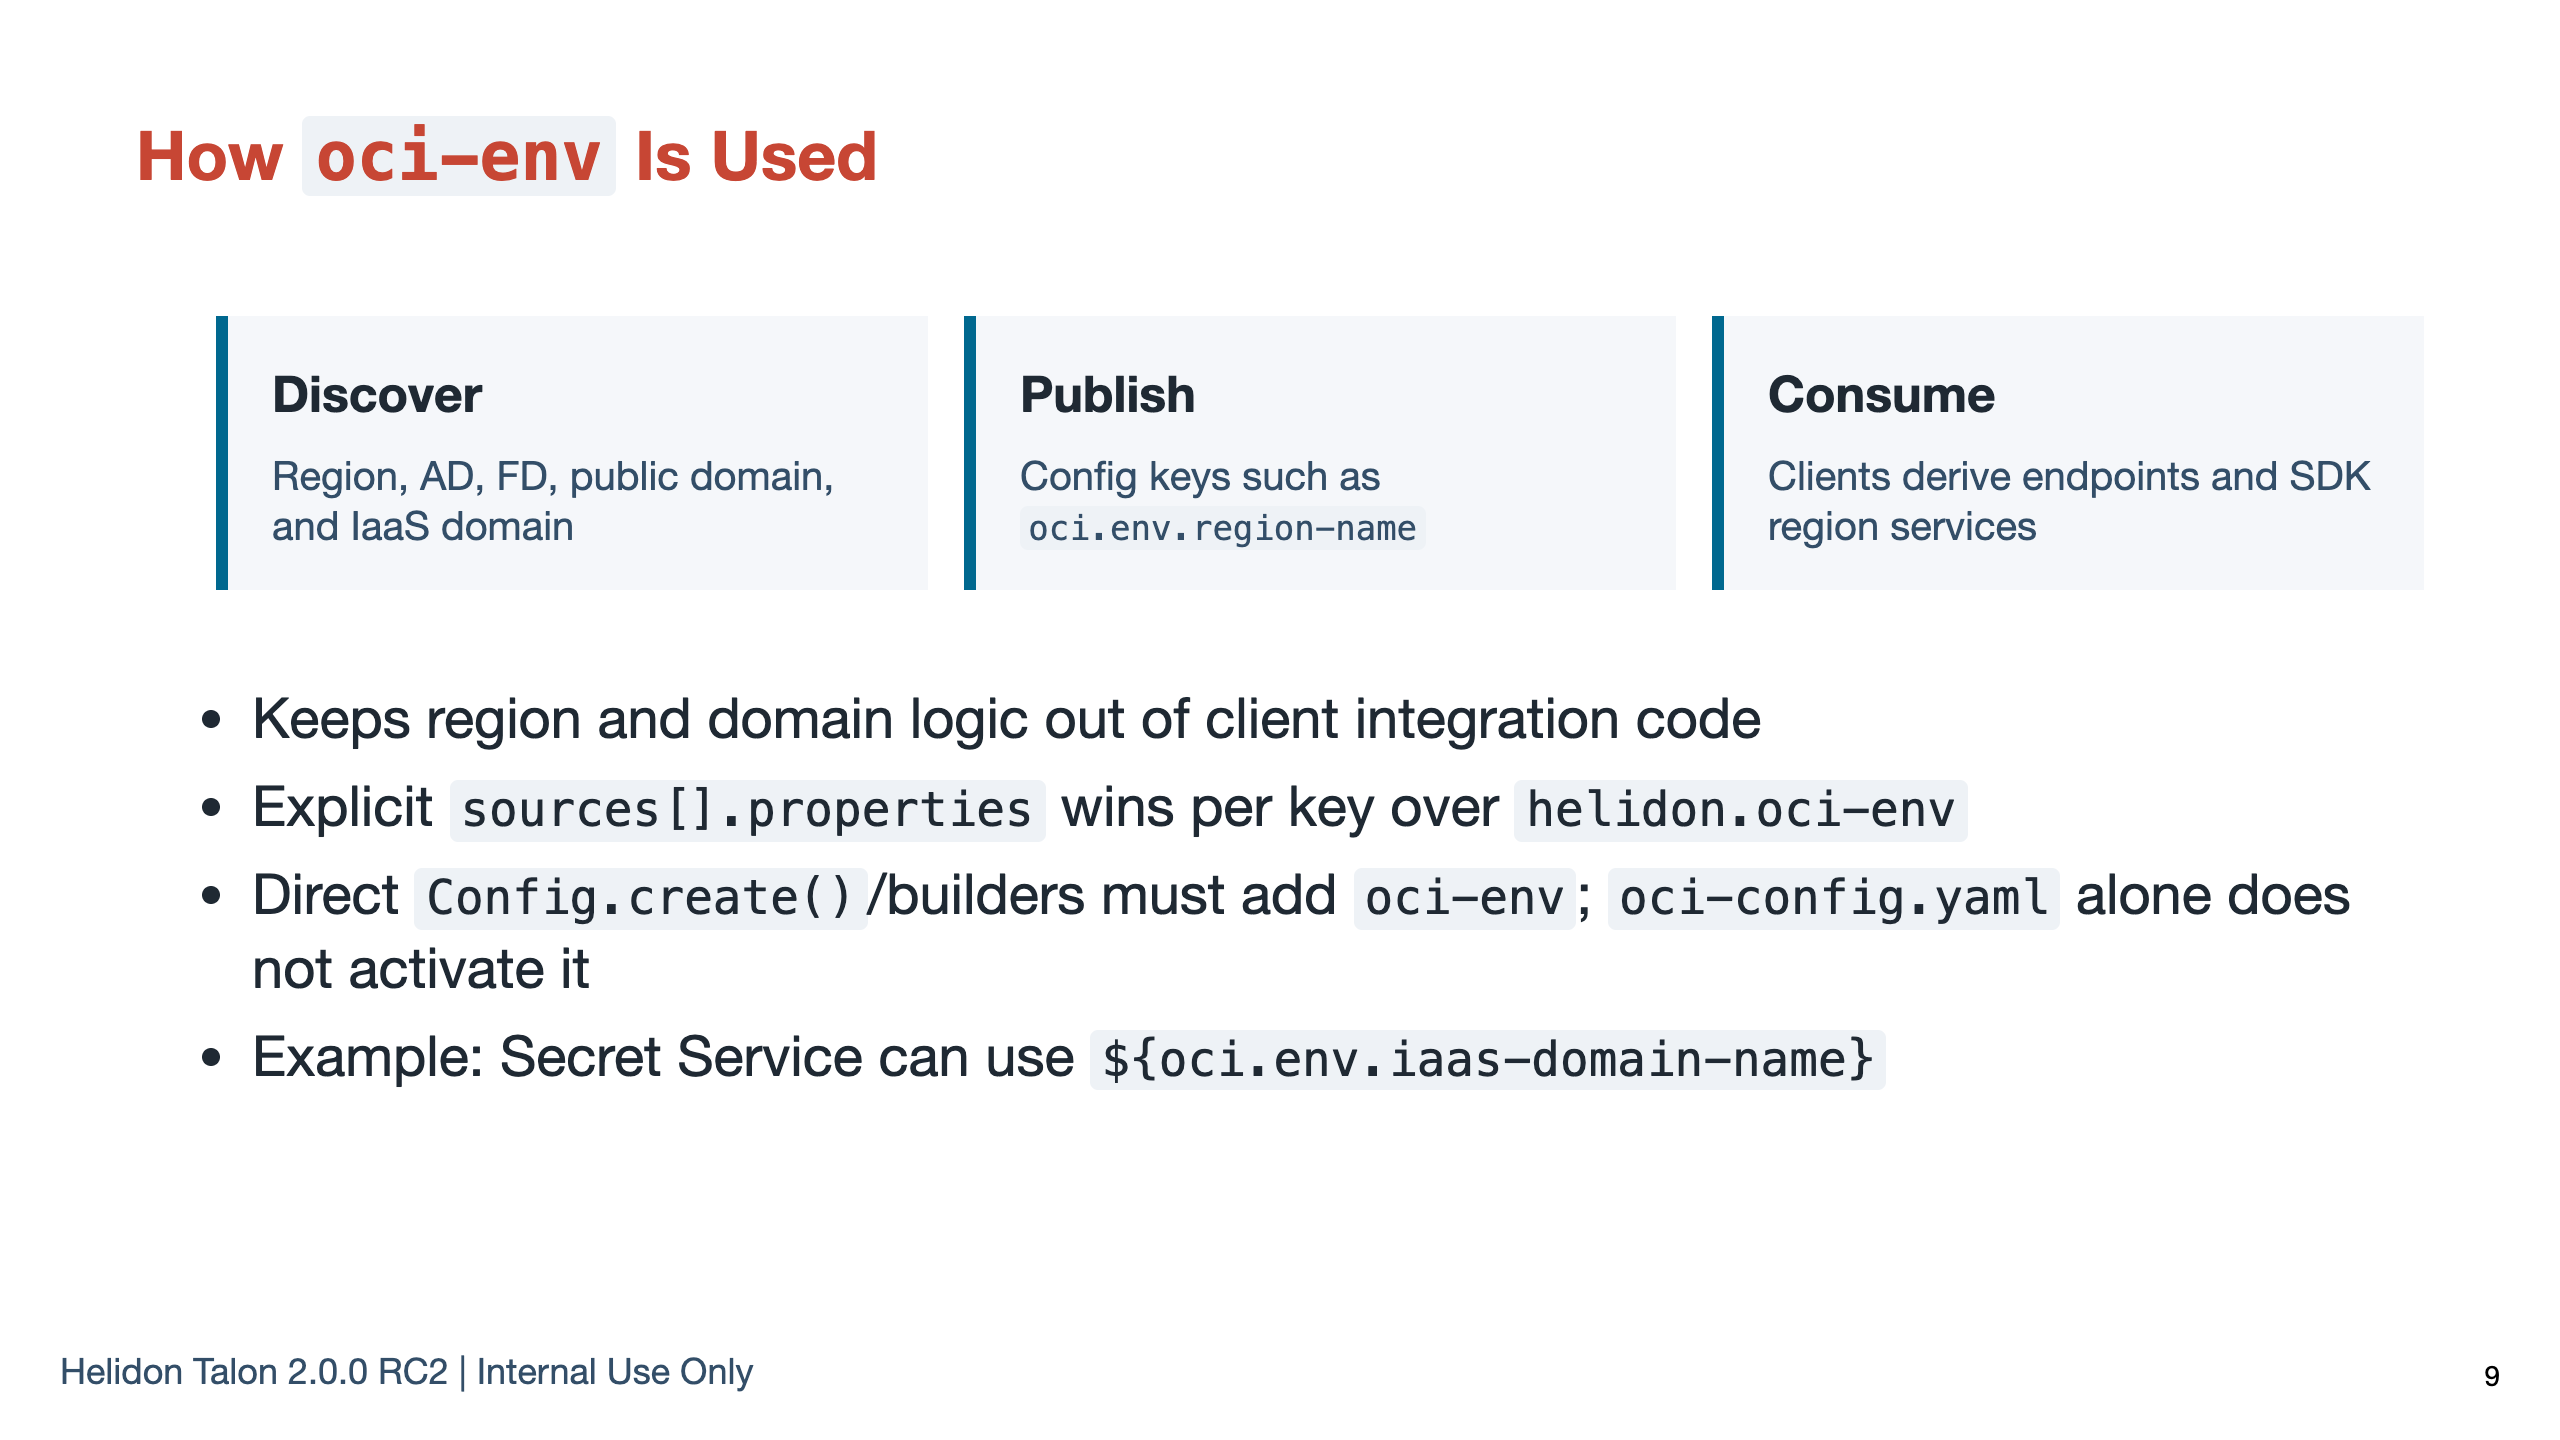 How oci-env Is Used
Discover
Region, AD, FD, public domain,
and IaaS domain
Publish
Config keys such as
oci.env.region-name
Consume
Clients derive endpoints and SDK
region services
• Keeps region and domain logic out of client integration code
• Explicit sources[].properties wins per key over helidon.oci-env
• Direct Config.create()/builders must add oci-env; oci-config.yaml alone does
not activate it
• Example: Secret Service can use ${oci.env.iaas-domain-name}
Helidon Talon 2.0.0 RC2 | Internal Use Only
9